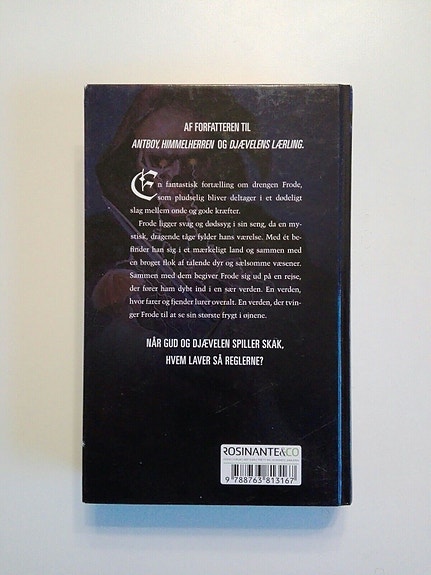 AF FORFATTEREN TIL
ANTBOY, HIMMELHERREN OG DJÆVELENS LÆRLING.
En fantastisk fortælling om drengen Frode,
som pludselig bliver deltager i et dødeligt
slag mellem onde og gode kræfter.
Frode ligger svag og dødssyg i sin seng, da en my-
stisk, dragende tåge fylder hans værelse. Med ét be-
finder han sig i et mærkeligt land og sammen med
en broget flok af talende dyr og sælsomme væsener.
Sammen med dem begiver Frode sig ud på en rejse,
der fører ham dybt ind i en sær verden. En verden,
hvor farer og fjender lurer overalt. En verden, der tvin-
ger Frode til at se sin største frygt i øjnene.
NÅR GUD OG DJÆVELEN SPILLER SKAK,
HVEM LAVER SÅ REGLERNE?
ROSINANTE&CO
9 788763 813167